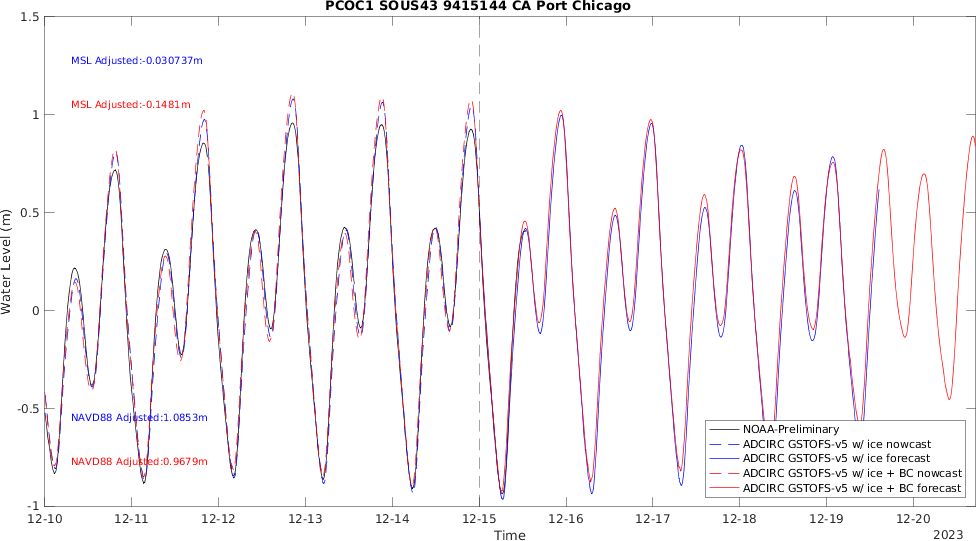 PCOC1 SOUS43 9415144 CA Port Chicago
1.5
1
0.5
0
-0.5
-1
Water Level (m)
MSL Adjusted:-0.030737m
MSL Adjusted:-0.1481m
NAVD88 Adjusted:1.0853m
NAVD88 Adjusted:0.9679m
NOAA-Preliminary
ADCIRC GSTOFS-v5 w/ ice nowcast
ADCIRC GSTOFS-v5 w/ ice forecast
ADCIRC GSTOFS-v5 w/ ice + BC nowcast
ADCIRC GSTOFS-v5 w/ ice + BC forecast
12-10 12-11 12-12 12-13 12-14 12-15 12-16 12-17 12-18 12-19 12-20
Time
2023